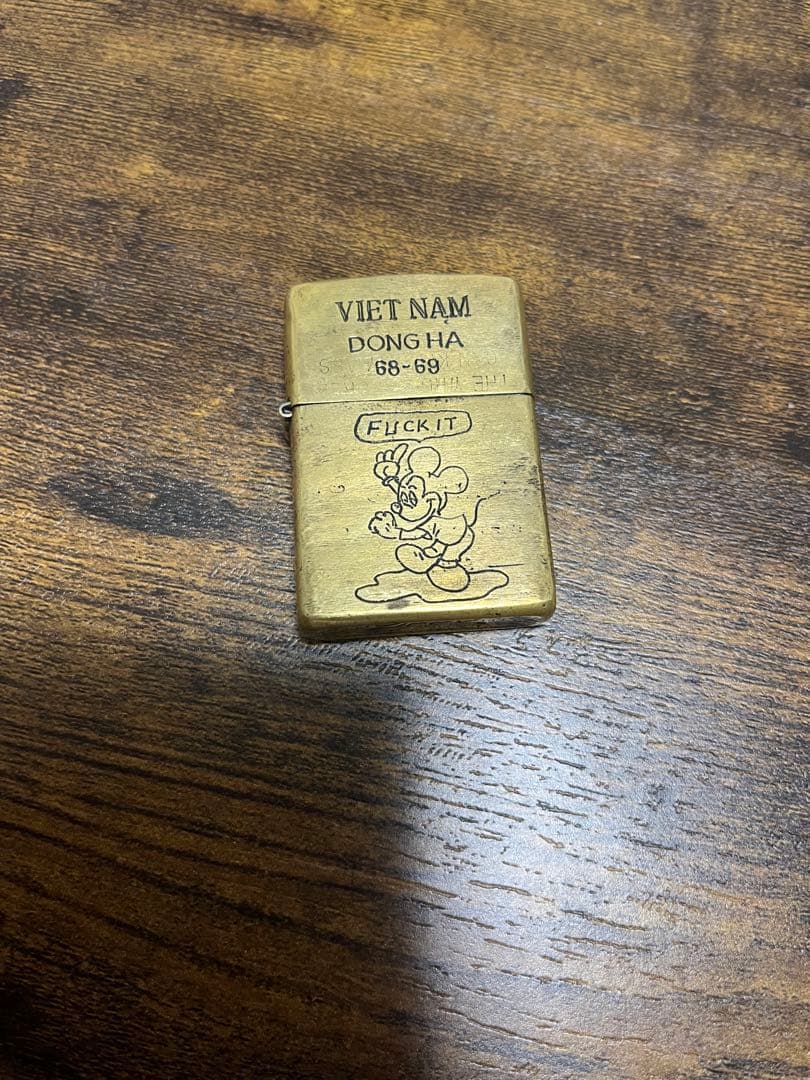 VIET NAM
DONG HA
68-69
FUCK IT